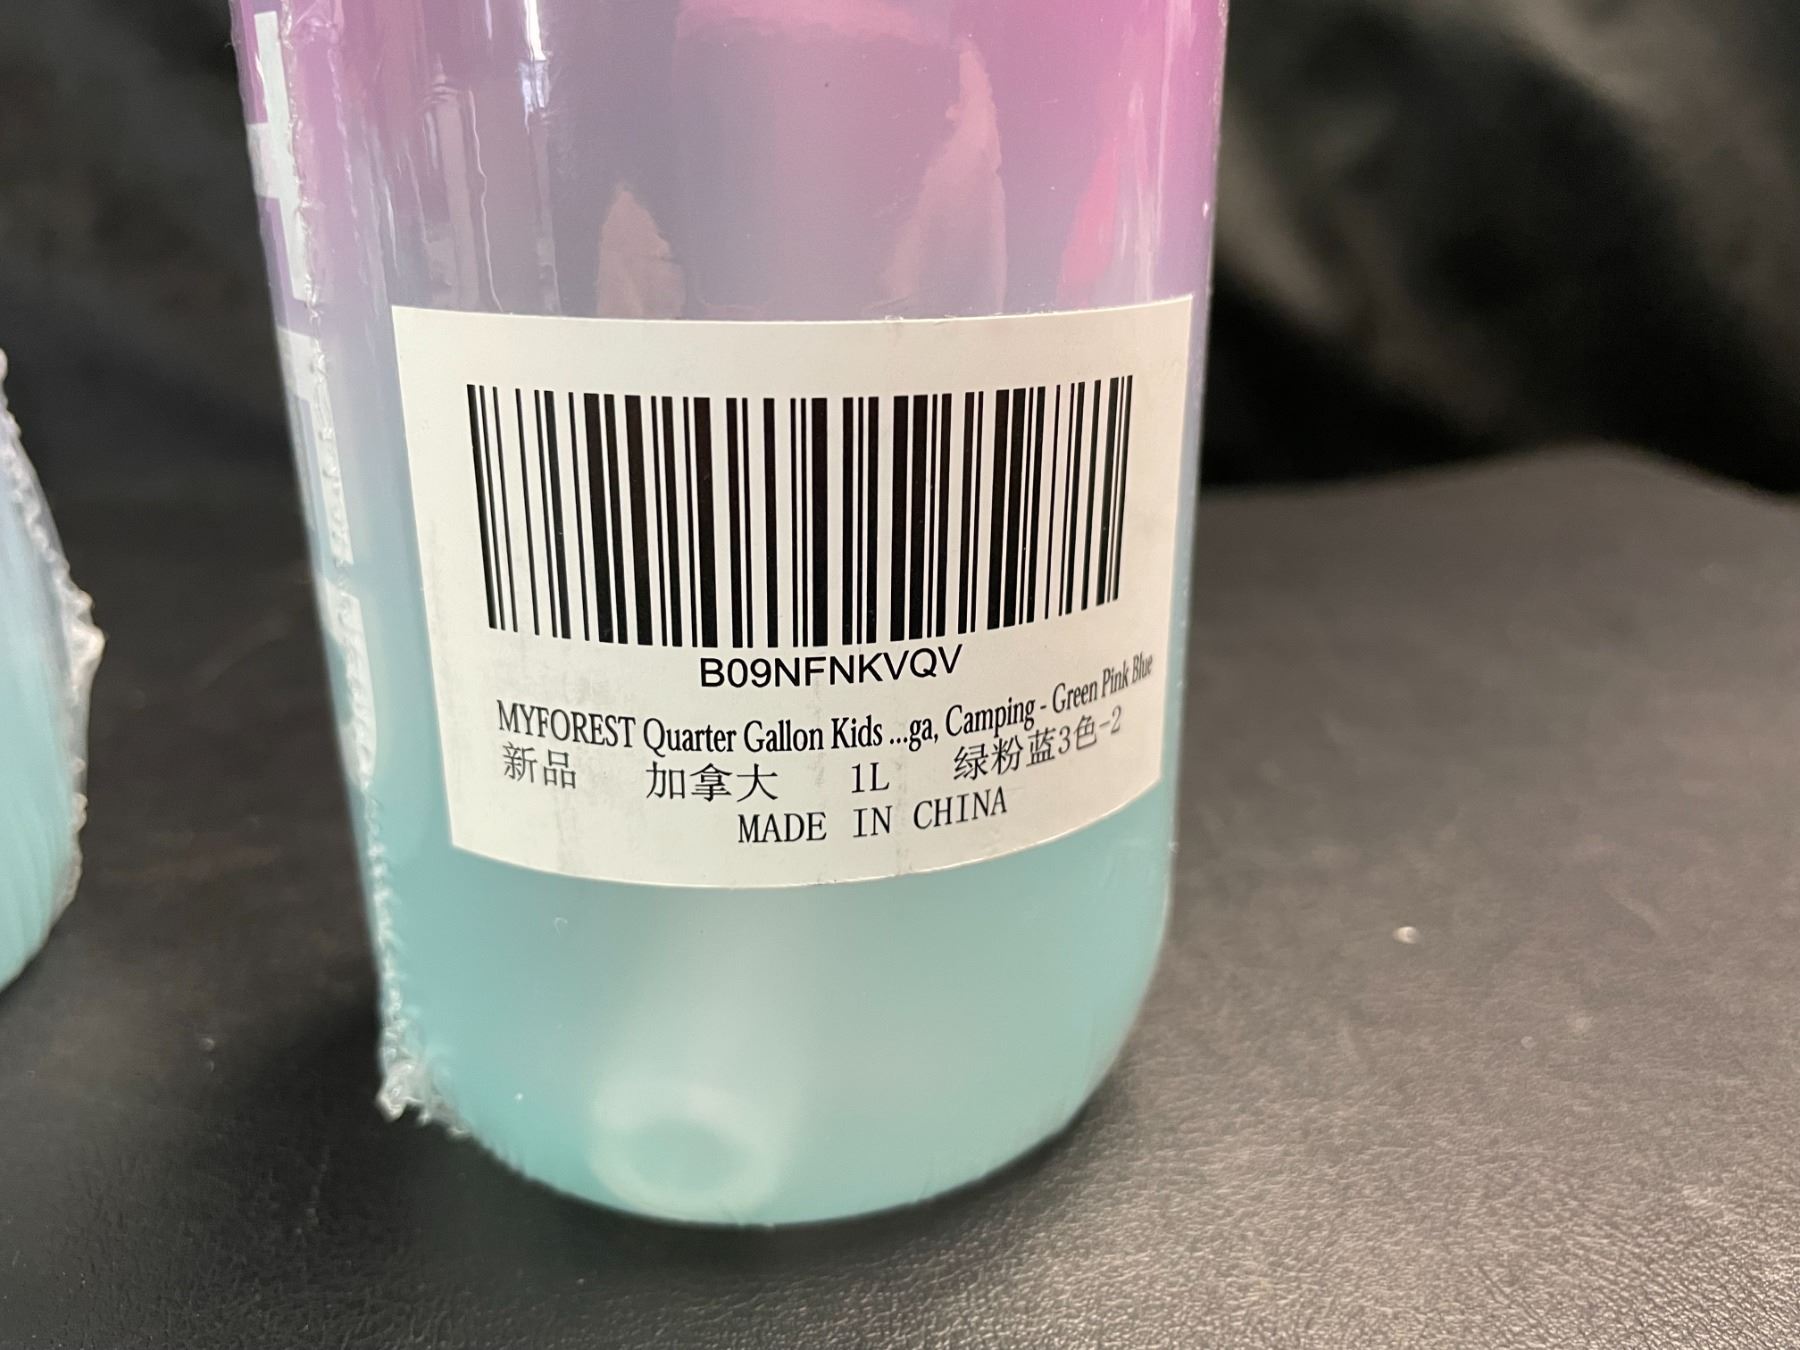 B09NFNKVQV
MYFOREST Quarter Gallon Kids ...ga, Camping - Green Pink Blue
新品 加拿大 1L 绿粉蓝3色-2
MADE IN CHINA